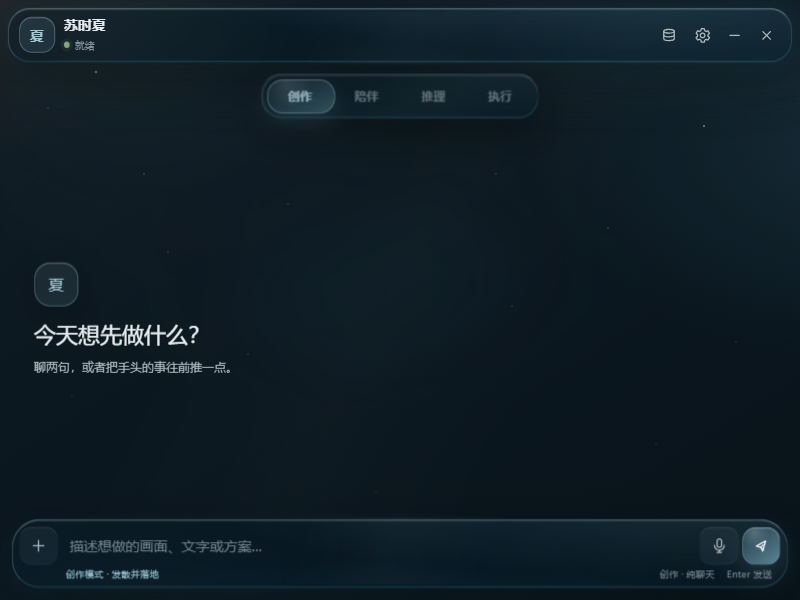 夏
苏时夏
就绪
创作 陪伴 推理 执行
夏
今天想先做什么？
聊两句，或者把手头的事往前推一点。
描述想做的画面、文字或方案...
创作模式 · 发散并落地
创作 · 纯聊天 Enter 发送